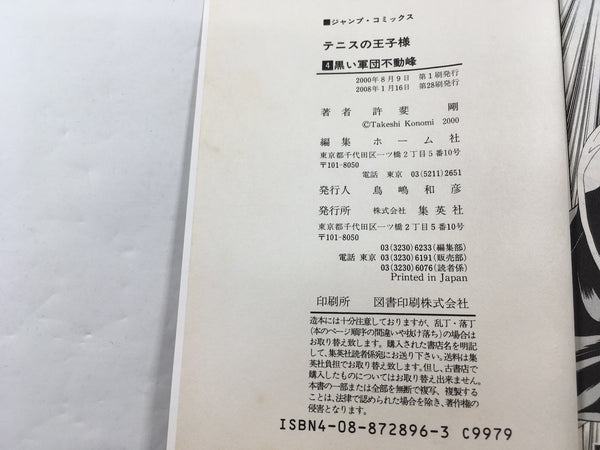 ■ジャンプ・コミックス
テニスの王子様
4黒い軍団不動峰
2000年8月9日 第1刷発行
2008年1月16日 第28刷発行
著者 許斐 剛
©Takeshi Konomi 2000
編集 ホーム社
東京都千代田区一ツ橋2丁目5番10号
〒101-8050
電話 東京 03(5211)2651
発行人 鳥嶋和彦
発行所 株式会社 集英社
東京都千代田区一ツ橋2丁目5番10号
〒101-8050
03(3230)6233(編集部)
電話 東京 03(3230)6191(販売部)
03(3230)6076(読者係)
Printed in Japan
印刷所 図書印刷株式会社
造本には十分注意しておりますが、乱丁・落丁
(本のページ順序の間違いや抜け落ち)の場合は
お取り替え致します。購入された書店名を明記
して、集英社読者係宛にお送り下さい。送料は集
英社負担でお取り替え致します。但し、古書店で
購入したものについてはお取り替え出来ません。
本書の一部または全部を無断で複写、複製する
ことは、法律で認められた場合を除き、著作権の
侵害となります。
ISBN4-08-872896-3 C9979